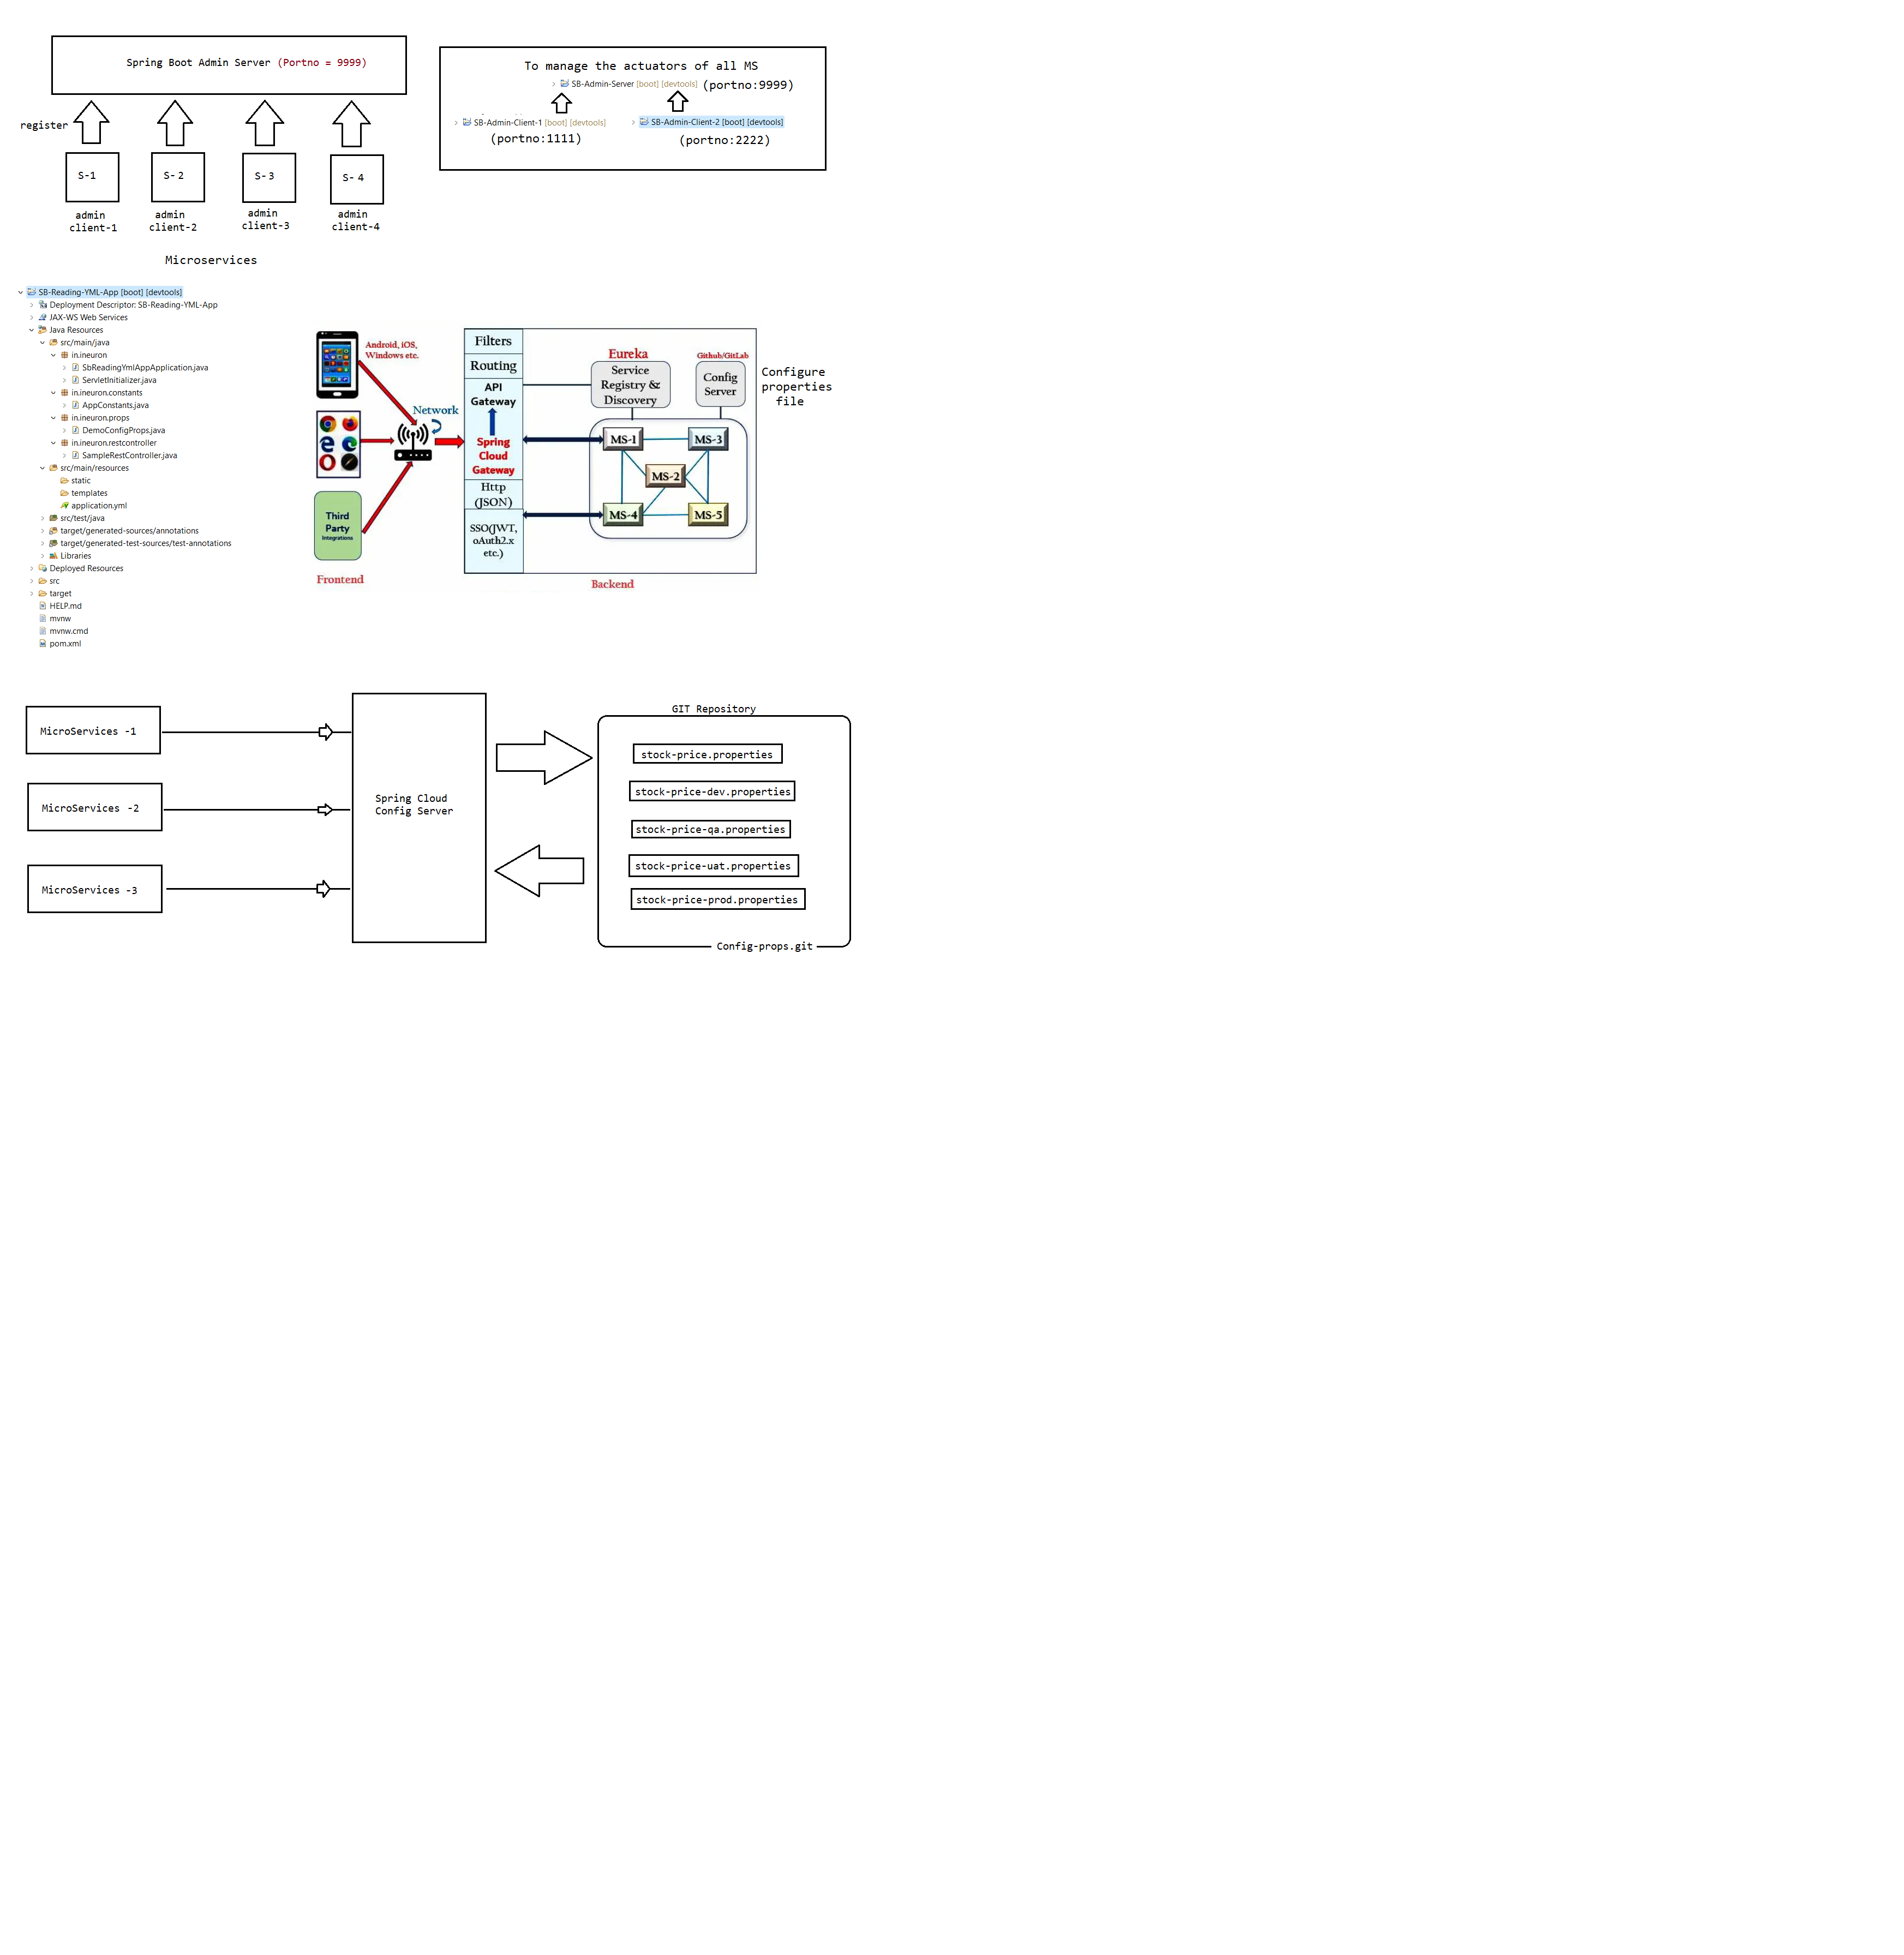 Spring Boot Admin Server (Portno = 9999)
register
S-1
S- 2
S- 3
S- 4
admin
client-1
admin
client-2
admin
client-3
admin
client-4
Microservices
To manage the actuators of all MS
SB-Admin-Server [boot] [devtools] (portno:9999)
SB-Admin-Client-1 [boot] [devtools]
(portno:1111)
SB-Admin-Client-2 [boot] [devtools]
(portno:2222)
SB-Reading-YML-App [boot] [devtools]
Deployment Descriptor: SB-Reading-YML-App
JAX-WS Web Services
Java Resources
src/main/java
in.ineuron
SbReadingYmlAppApplication.java
ServletInitializer.java
in.ineuron.constants
AppConstants.java
in.ineuron.props
DemoConfigProps.java
in.ineuron.restcontroller
SampleRestController.java
src/main/resources
static
templates
application.yml
src/test/java
target/generated-sources/annotations
target/generated-test-sources/test-annotations
Libraries
Deployed Resources
src
target
HELP.md
mvnw
mvnw.cmd
pom.xml
Android, iOS,
Windows etc.
Network
Third
Party
Integrations
Frontend
Filters
Routing
API
Gateway
Spring
Cloud
Gateway
Http
(JSON)
SSO(JWT,
oAuth2.x
etc.)
Eureka
Service
Registry &
Discovery
Github/GitLab
Config
Server
MS-1
MS-3
MS-2
MS-4
MS-5
Backend
Configure
properties
file
MicroServices -1
MicroServices -2
MicroServices -3
Spring Cloud
Config Server
GIT Repository
stock-price.properties
stock-price-dev.properties
stock-price-qa.properties
stock-price-uat.properties
stock-price-prod.properties
Config-props.git